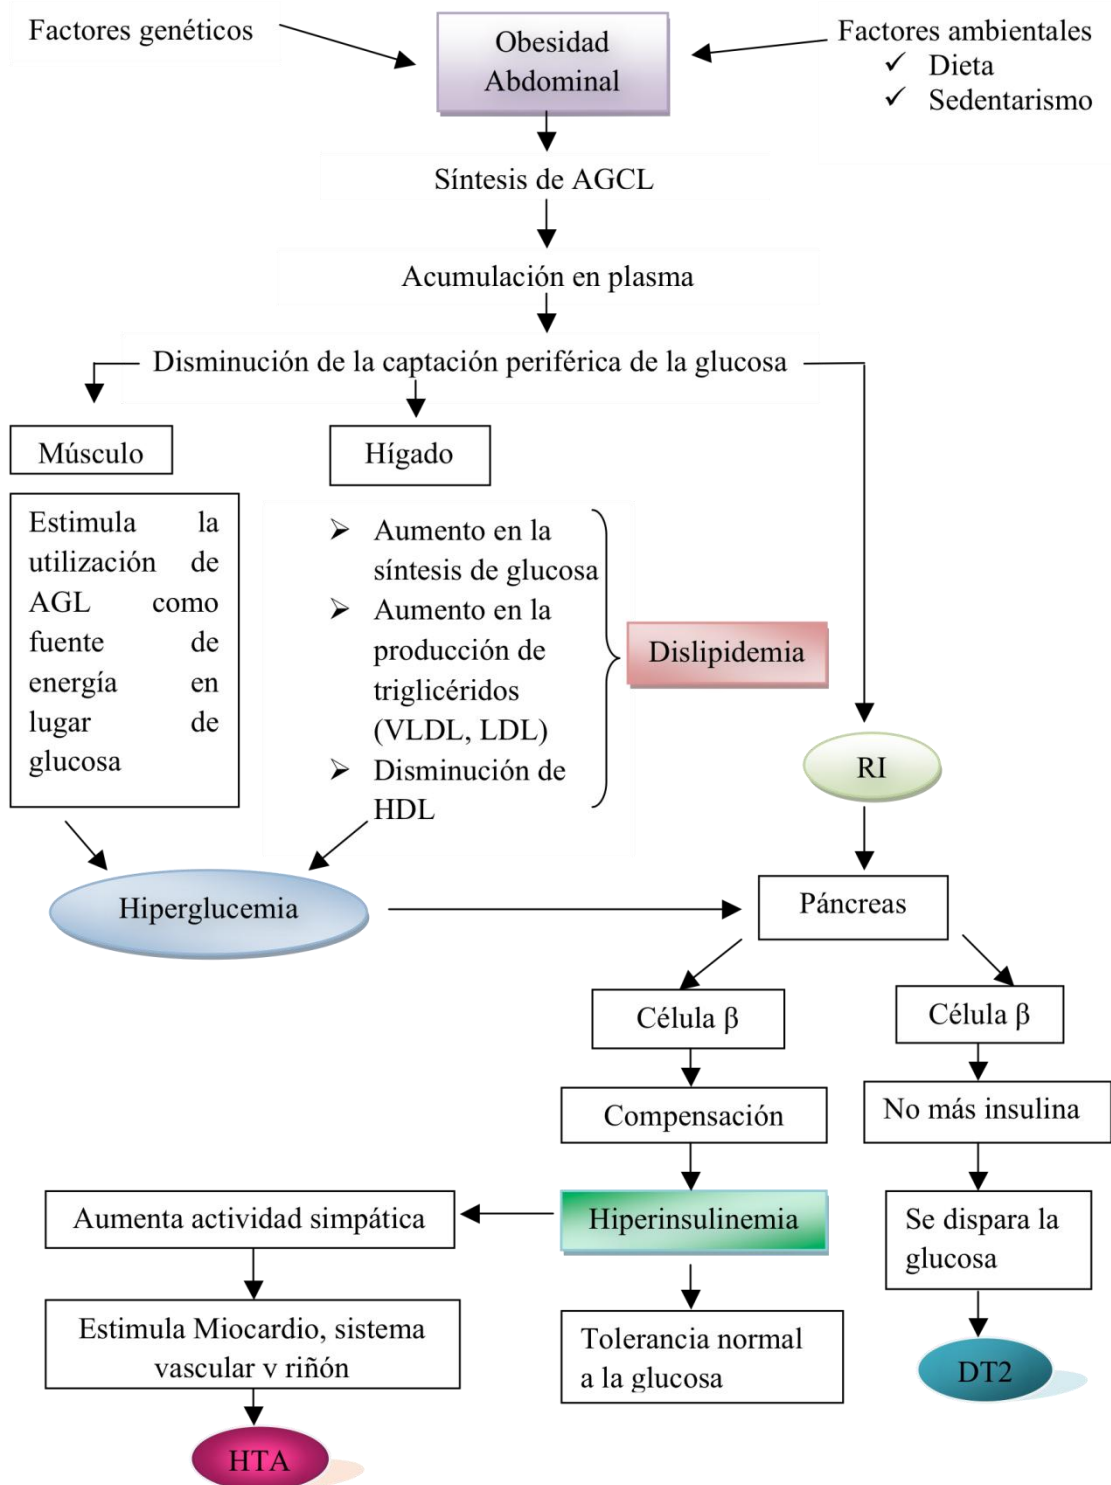 Factores genéticos
Obesidad
Abdominal
Factores ambientales
✓ Dieta
✓ Sedentarismo
Síntesis de AGCL
Acumulación en plasma
Disminución de la captación periférica de la glucosa
Músculo
Hígado
Estimula la
utilización de
AGL como
fuente de
energía en
lugar de
glucosa
➢ Aumento en la
síntesis de glucosa
➢ Aumento en la
producción de
triglicéridos
(VLDL, LDL)
➢ Disminución de
HDL
Dislipidemia
RI
Hiperglucemia
Páncreas
Célula β
Célula β
Compensación
No más insulina
Aumenta actividad simpática
Hiperinsulinemia
Se dispara la
glucosa
Estimula Miocardio, sistema
vascular y riñón
Tolerancia normal
a la glucosa
DT2
HTA